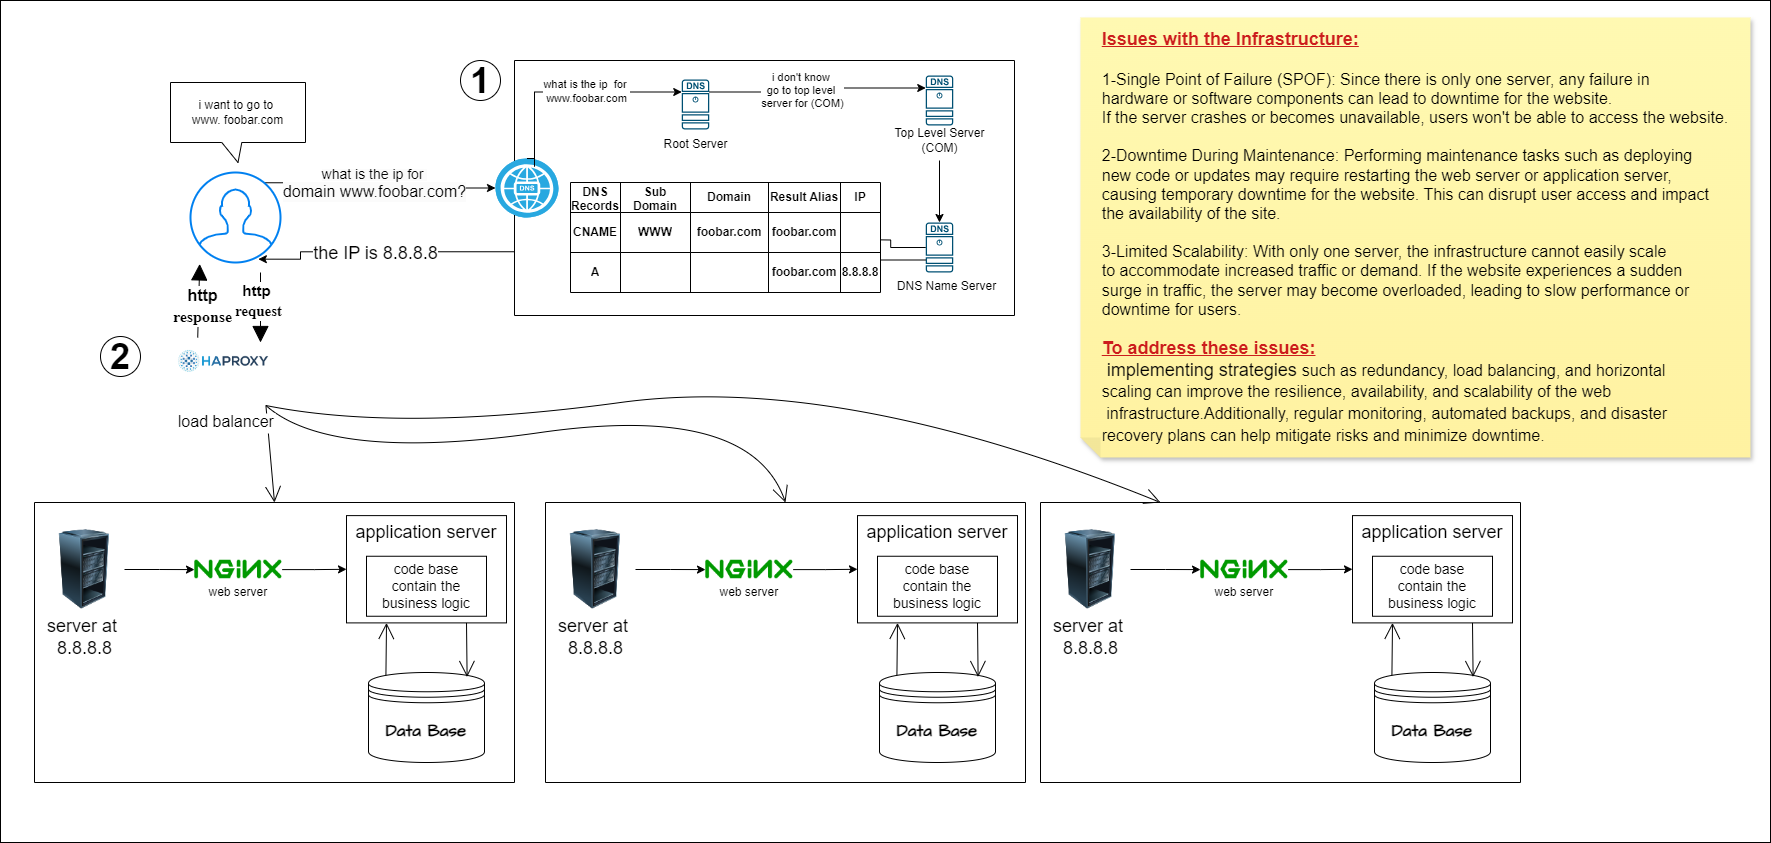 1
i want to go to
www. foobar.com
what is the ip for
domain www.foobar.com?
the IP is 8.8.8.8
what is the ip  for
www.foobar.com
DNS
Root Server
i don't know
go to top level
server for (COM)
DNS
Top Level Server
(COM)
DNS
DNS Records | Sub Domain | Domain | Result Alias | IP
CNAME | WWW | foobar.com | foobar.com
A | foobar.com | 8.8.8.8
DNS
DNS Name Server
http
response
http
request
2
HAPROXY
load balancer
Issues with the Infrastructure:
1-Single Point of Failure (SPOF): Since there is only one server, any failure in
hardware or software components can lead to downtime for the website.
If the server crashes or becomes unavailable, users won't be able to access the website.
2-Downtime During Maintenance: Performing maintenance tasks such as deploying
new code or updates may require restarting the web server or application server,
causing temporary downtime for the website. This can disrupt user access and impact
the availability of the site.
3-Limited Scalability: With only one server, the infrastructure cannot easily scale
to accommodate increased traffic or demand. If the website experiences a sudden
surge in traffic, the server may become overloaded, leading to slow performance or
downtime for users.
To address these issues:
implementing strategies such as redundancy, load balancing, and horizontal
scaling can improve the resilience, availability, and scalability of the web
infrastructure.Additionally, regular monitoring, automated backups, and disaster
recovery plans can help mitigate risks and minimize downtime.
server at
8.8.8.8
NGINX
web server
application server
code base
contain the
business logic
Data Base
server at
8.8.8.8
NGINX
web server
application server
code base
contain the
business logic
Data Base
server at
8.8.8.8
NGINX
web server
application server
code base
contain the
business logic
Data Base